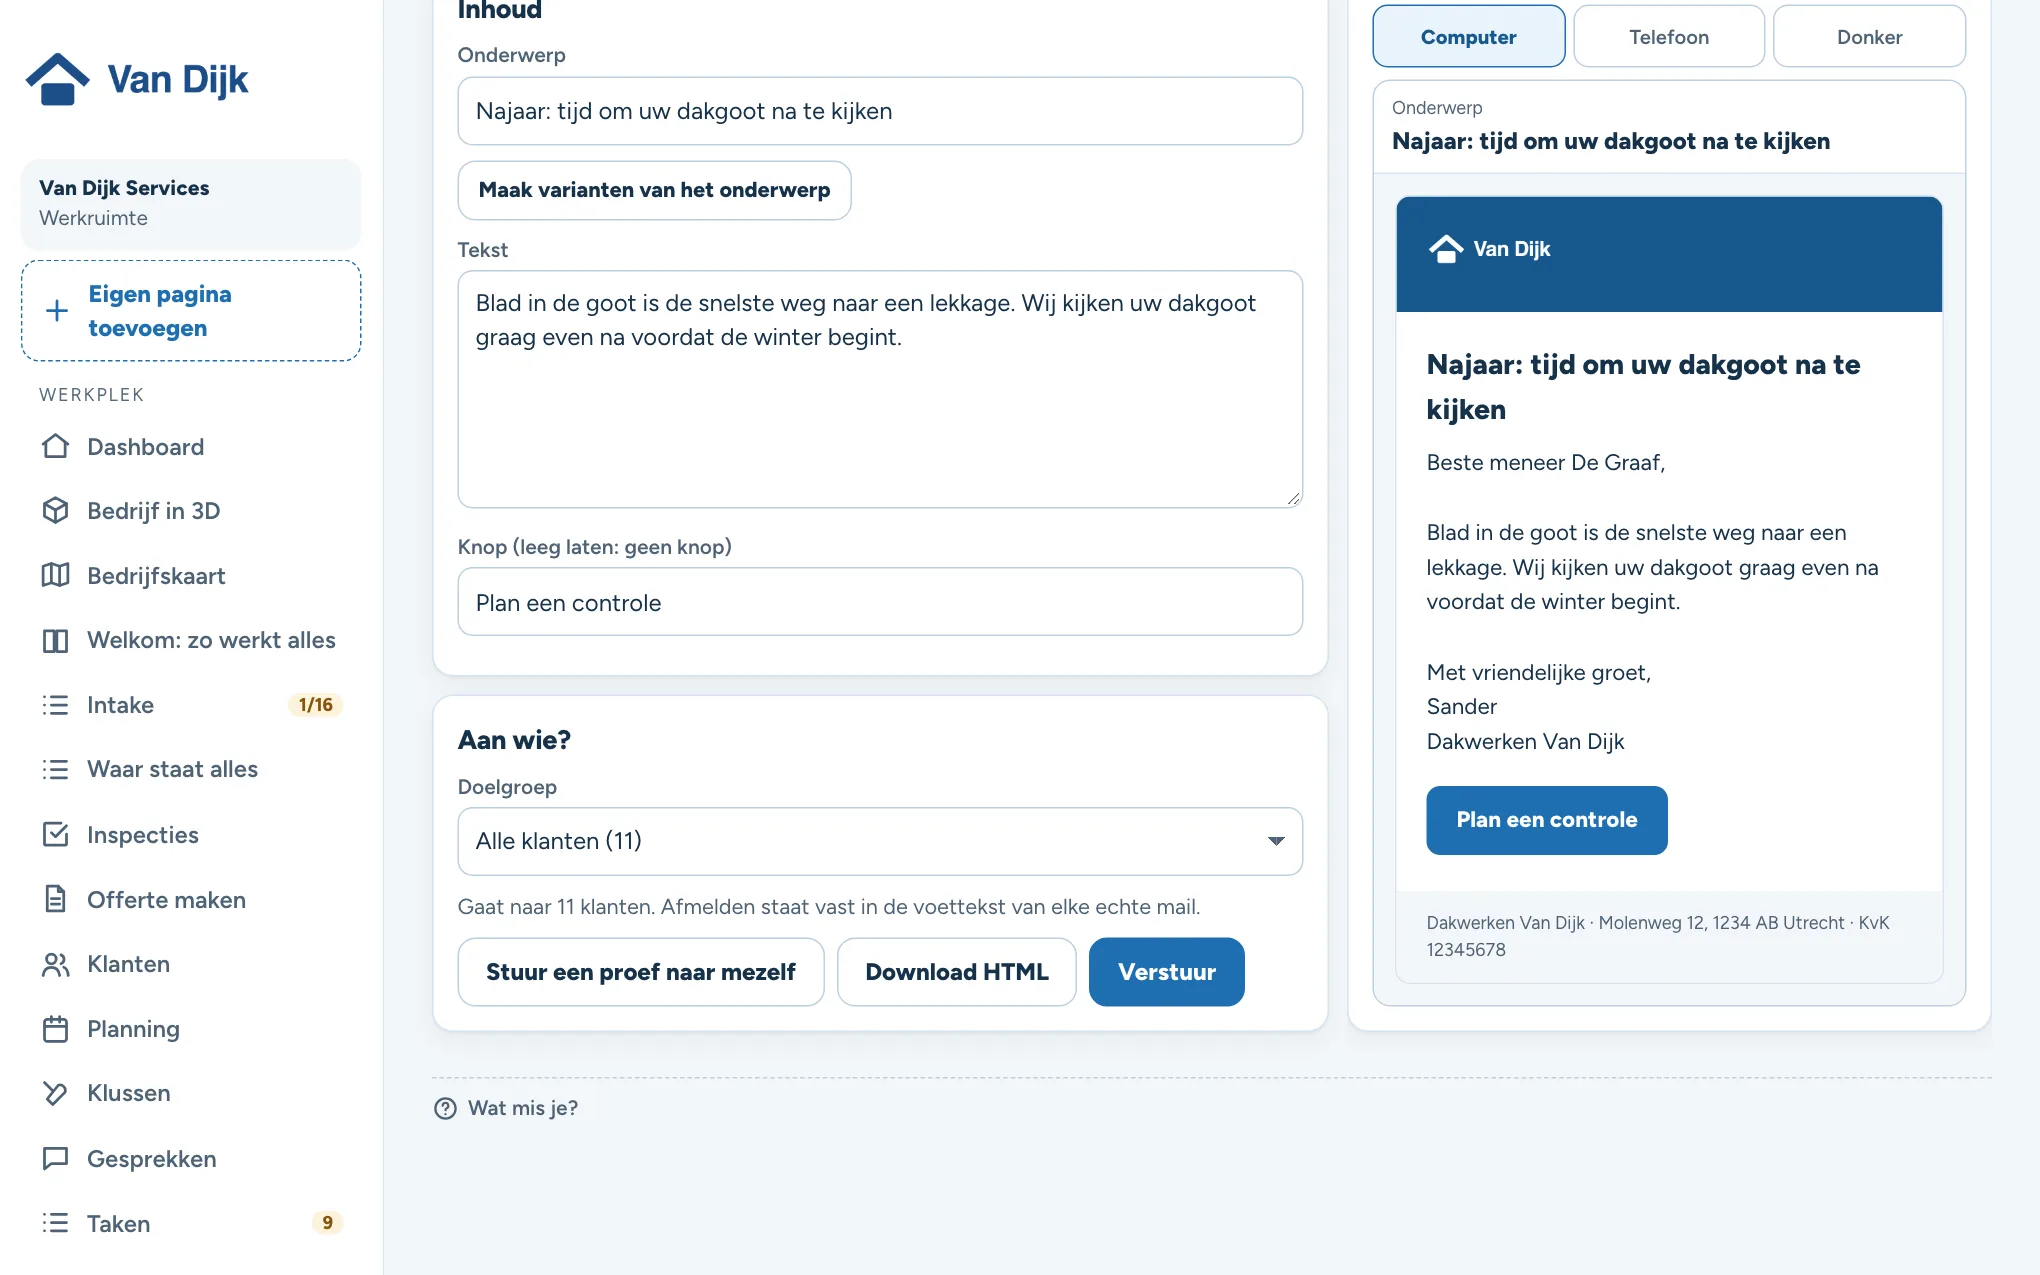 Van Dijk
Van Dijk Services
Werkruimte
Eigen pagina
toevoegen
WERKPLEK
Dashboard
Bedrijf in 3D
Bedrijfskaart
Welkom: zo werkt alles
Intake 1/16
Waar staat alles
Inspecties
Offerte maken
Klanten
Planning
Klussen
Gesprekken
Taken 9
Inhoud
Onderwerp
Najaar: tijd om uw dakgoot na te kijken
Maak varianten van het onderwerp
Tekst
Blad in de goot is de snelste weg naar een lekkage. Wij kijken uw dakgoot
graag even na voordat de winter begint.
Knop (leeg laten: geen knop)
Plan een controle
Aan wie?
Doelgroep
Alle klanten (11)
Gaat naar 11 klanten. Afmelden staat vast in de voettekst van elke echte mail.
Stuur een proef naar mezelf Download HTML Verstuur
Computer Telefoon Donker
Onderwerp
Najaar: tijd om uw dakgoot na te kijken
Van Dijk
Najaar: tijd om uw dakgoot na te
kijken
Beste meneer De Graaf,
Blad in de goot is de snelste weg naar een
lekkage. Wij kijken uw dakgoot graag even na
voordat de winter begint.
Met vriendelijke groet,
Sander
Dakwerken Van Dijk
Plan een controle
Dakwerken Van Dijk · Molenweg 12, 1234 AB Utrecht · KvK
12345678
Wat mis je?